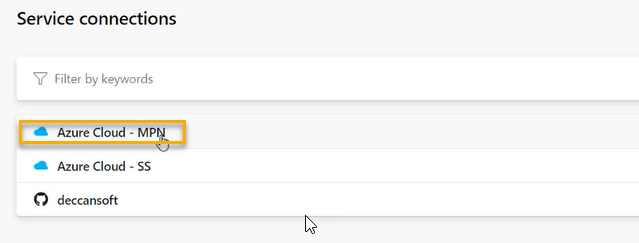 Service connections
Filter by keywords
Azure Cloud - MPN
Azure Cloud - SS
deccansoft